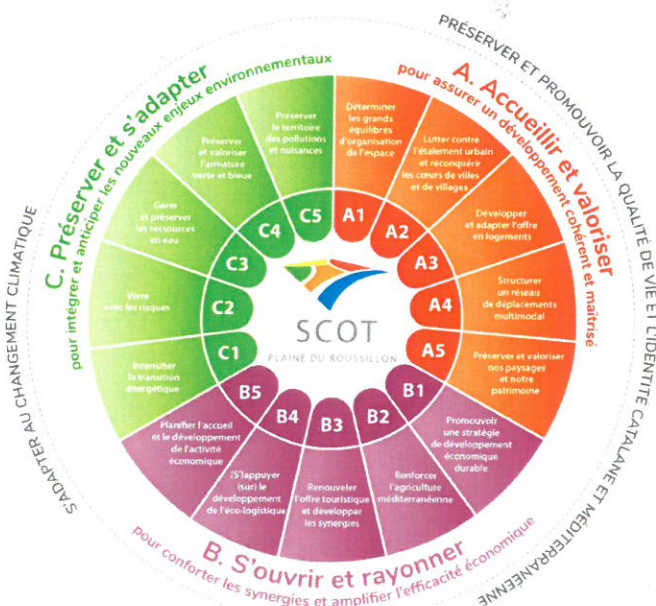 PRÉSERVER ET PROMOUVOIR LA QUALITÉ DE VIE ET L'IDENTITÉ CATALANE ET MÉDITERRANÉENNE
S'ADAPTER AU CHANGEMENT CLIMATIQUE
A. Accueillir et valoriser
pour assurer un développement cohérent et maîtrisé
A1
Déterminer
les grands
équilibres
d'organisation
de l'espace
A2
Lutter contre
l'étalement urbain
et reconquérir
les cœurs de villes
et de villages
A3
Développer
et adapter l'offre
en logements
A4
Structurer
un réseau
de déplacements
multimodal
A5
Préserver et valoriser
nos paysages
et notre
patrimoine
B. S'ouvrir et rayonner
pour conforter les synergies et amplifier l'efficacité économique
B1
Promouvoir
une stratégie
de développement
économique
durable
B2
Renforcer
l'agriculture
méditerranéenne
B3
Renouveler
l'offre touristique
et développer
les synergies
B4
(S')appuyer
(sur) le
développement
de l'éco-logistique
B5
Planifier l'accueil
et le développement
de l'activité
économique
C. Préserver et s'adapter
pour intégrer et anticiper les nouveaux enjeux environnementaux
C1
Intensifier
la transition
énergétique
C2
Vivre
avec les risques
C3
Gérer
et préserver
les ressources
en eau
C4
Préserver
et valoriser
l'armature
verte et bleue
C5
Préserver
le territoire
des pollutions
et nuisances
SCOT
PLAINE DU ROUSSILLON